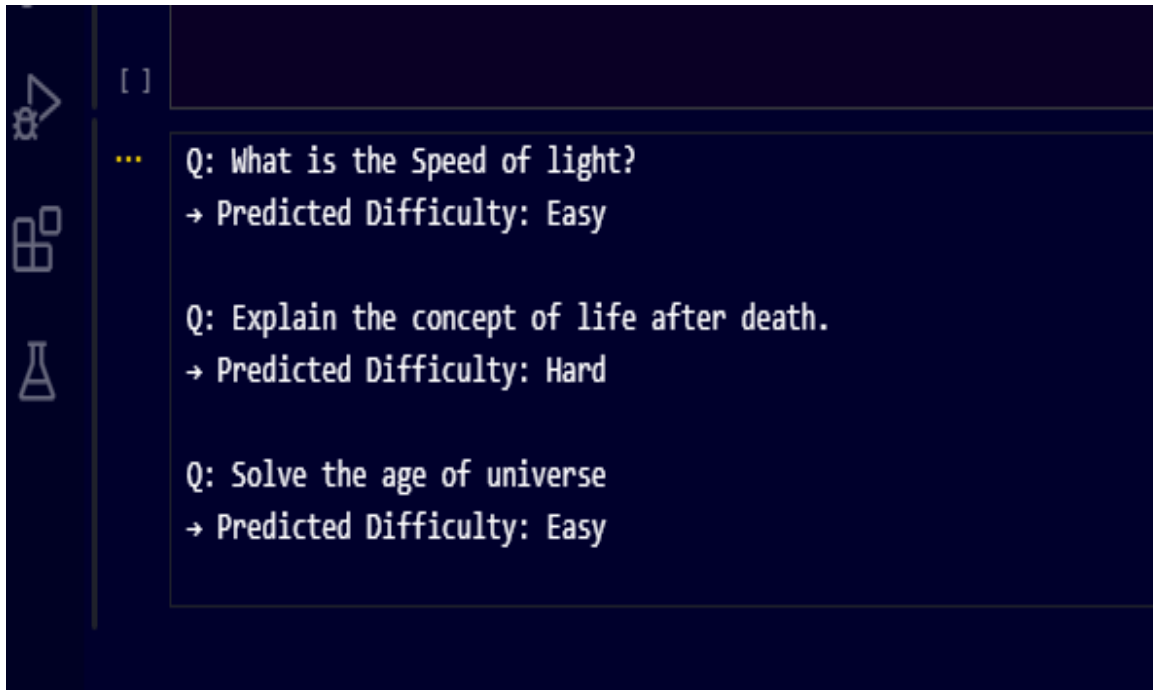 [ ]
... Q: What is the Speed of light?
→ Predicted Difficulty: Easy
Q: Explain the concept of life after death.
→ Predicted Difficulty: Hard
Q: Solve the age of universe
→ Predicted Difficulty: Easy